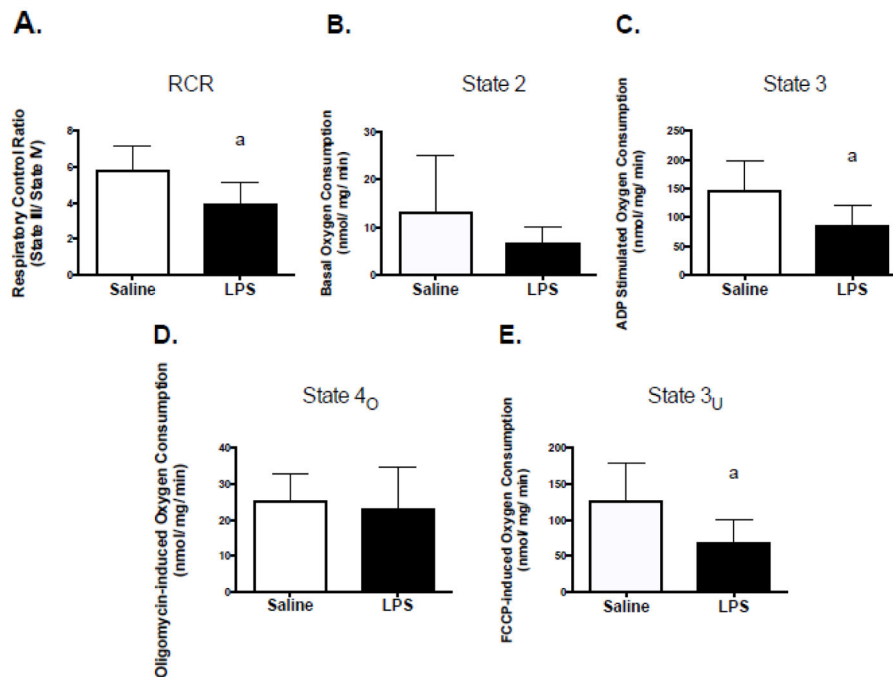 A.
B.
C.
RCR
State 2
State 3
Respiratory Control Ratio
(State III/ State IV)
8
6
4
2
0
a
Saline
LPS
Basal Oxygen Consumption
(nmol/ mg/ min)
30
20
10
0
Saline
LPS
ADP Stimulated Oxygen Consumption
(nmol/ mg/ min)
250
200
150
100
50
0
a
Saline
LPS
D.
E.
State 4O
State 3U
Oligomycin-induced Oxygen Consumption
(nmol/ mg/ min)
40
30
20
10
0
Saline
LPS
FCCP-induced Oxygen Consumption
(nmol/ mg/ min)
200
150
100
50
0
a
Saline
LPS